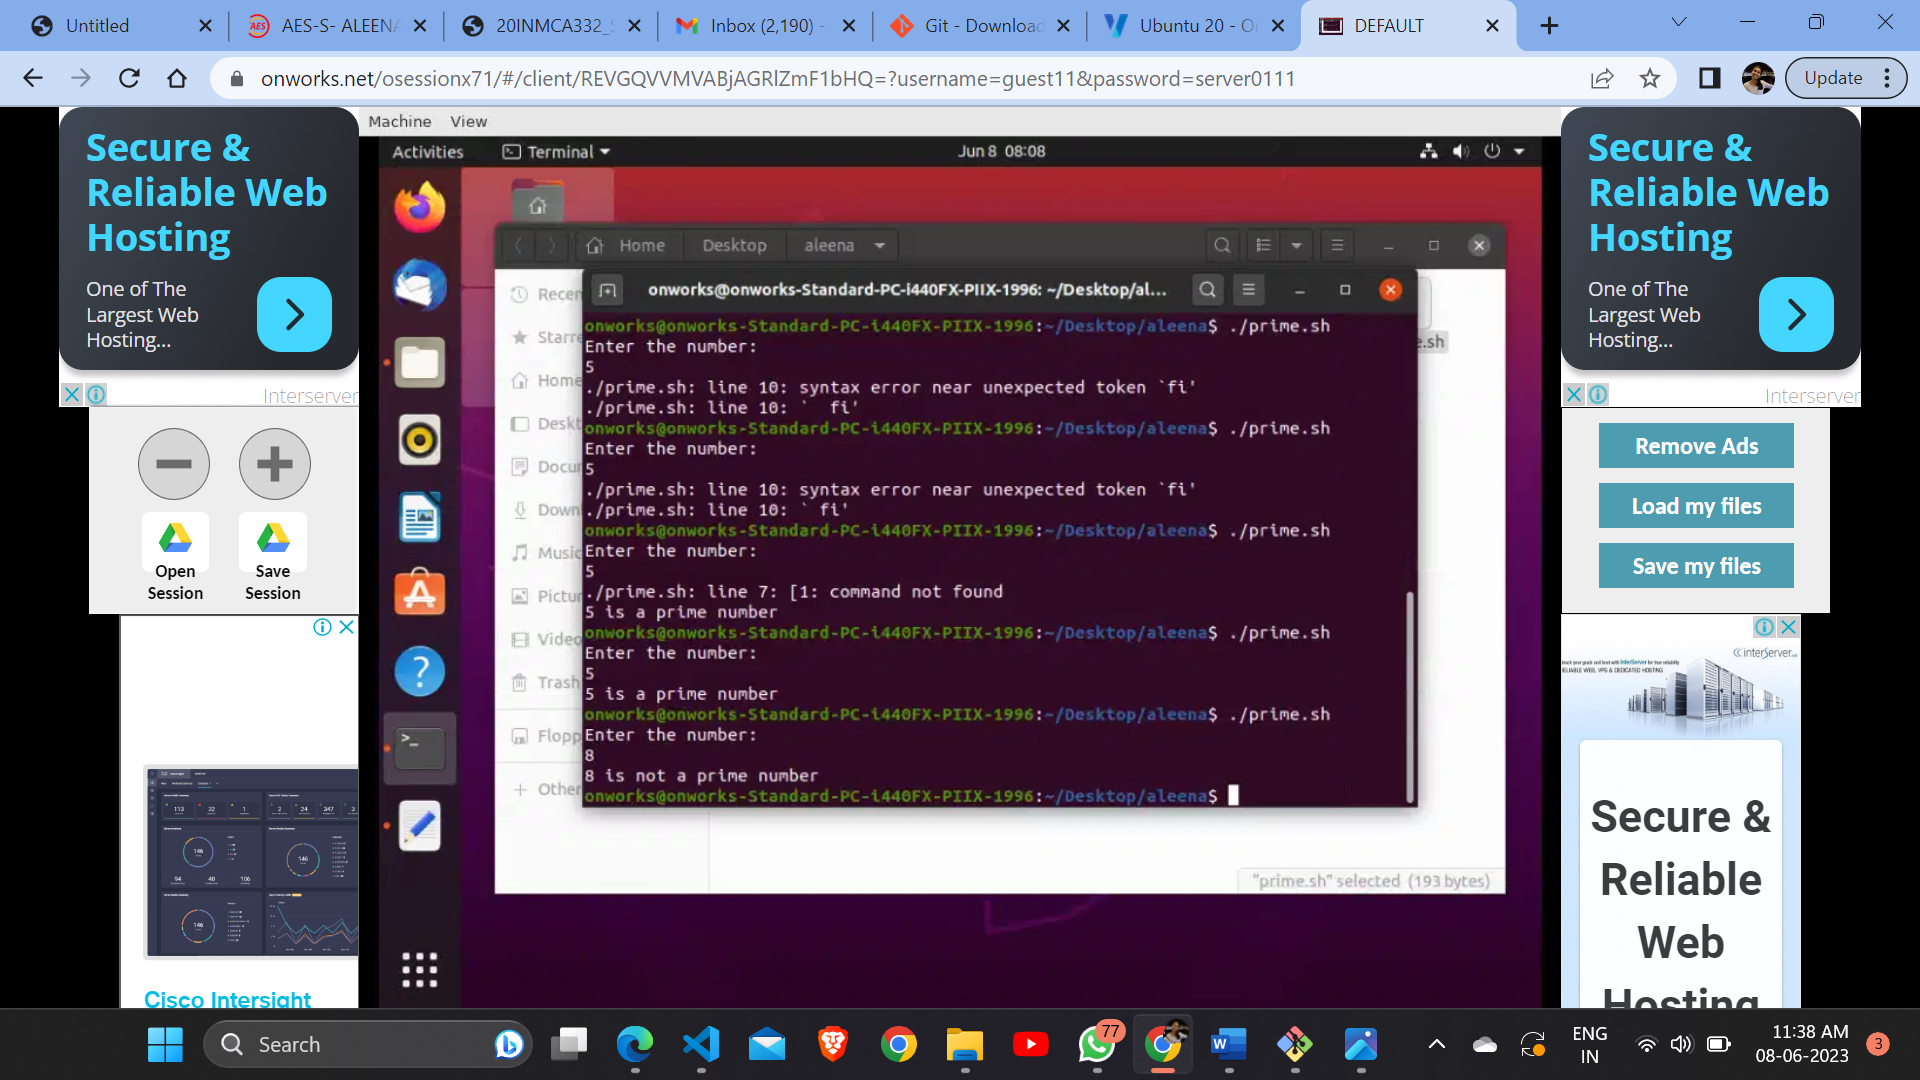 Untitled
AES-S- ALEENA
20INMCA332_S
Inbox (2,190) -
Git - Download
Ubuntu 20 - O
DEFAULT
onworks.net/osessionx71/#/client/REVGQVVMVABjAGRlZmF1bHQ=?username=guest11&password=server0111
Update
Machine View
Activities Terminal Jun 8 08:08
Secure &
Reliable Web
Hosting
One of The
Largest Web
Hosting...
Interserver
Open
Session
Save
Session
Cisco Intersight
Home Desktop aleena
Recen
Starre
Home
Deskt
Docu
Down
Music
Pictu
Video
Trash
Flopp
+ Other
e.sh
onworks@onworks-Standard-PC-i440FX-PIIX-1996: ~/Desktop/al...
onworks@onworks-Standard-PC-i440FX-PIIX-1996:~/Desktop/aleena$ ./prime.sh
Enter the number:
5
./prime.sh: line 10: syntax error near unexpected token `fi'
./prime.sh: line 10: `  fi'
onworks@onworks-Standard-PC-i440FX-PIIX-1996:~/Desktop/aleena$ ./prime.sh
Enter the number:
5
./prime.sh: line 10: syntax error near unexpected token `fi'
./prime.sh: line 10: ` fi'
onworks@onworks-Standard-PC-i440FX-PIIX-1996:~/Desktop/aleena$ ./prime.sh
Enter the number:
5
./prime.sh: line 7: [1: command not found
5 is a prime number
onworks@onworks-Standard-PC-i440FX-PIIX-1996:~/Desktop/aleena$ ./prime.sh
Enter the number:
5
5 is a prime number
onworks@onworks-Standard-PC-i440FX-PIIX-1996:~/Desktop/aleena$ ./prime.sh
Enter the number:
8
8 is not a prime number
onworks@onworks-Standard-PC-i440FX-PIIX-1996:~/Desktop/aleena$
"prime.sh" selected (193 bytes)
Secure &
Reliable Web
Hosting
One of The
Largest Web
Hosting...
Interserver
Remove Ads
Load my files
Save my files
InterServer
Secure &
Reliable
Web
Hosting
Search
77
ENG
IN
11:38 AM
08-06-2023
3